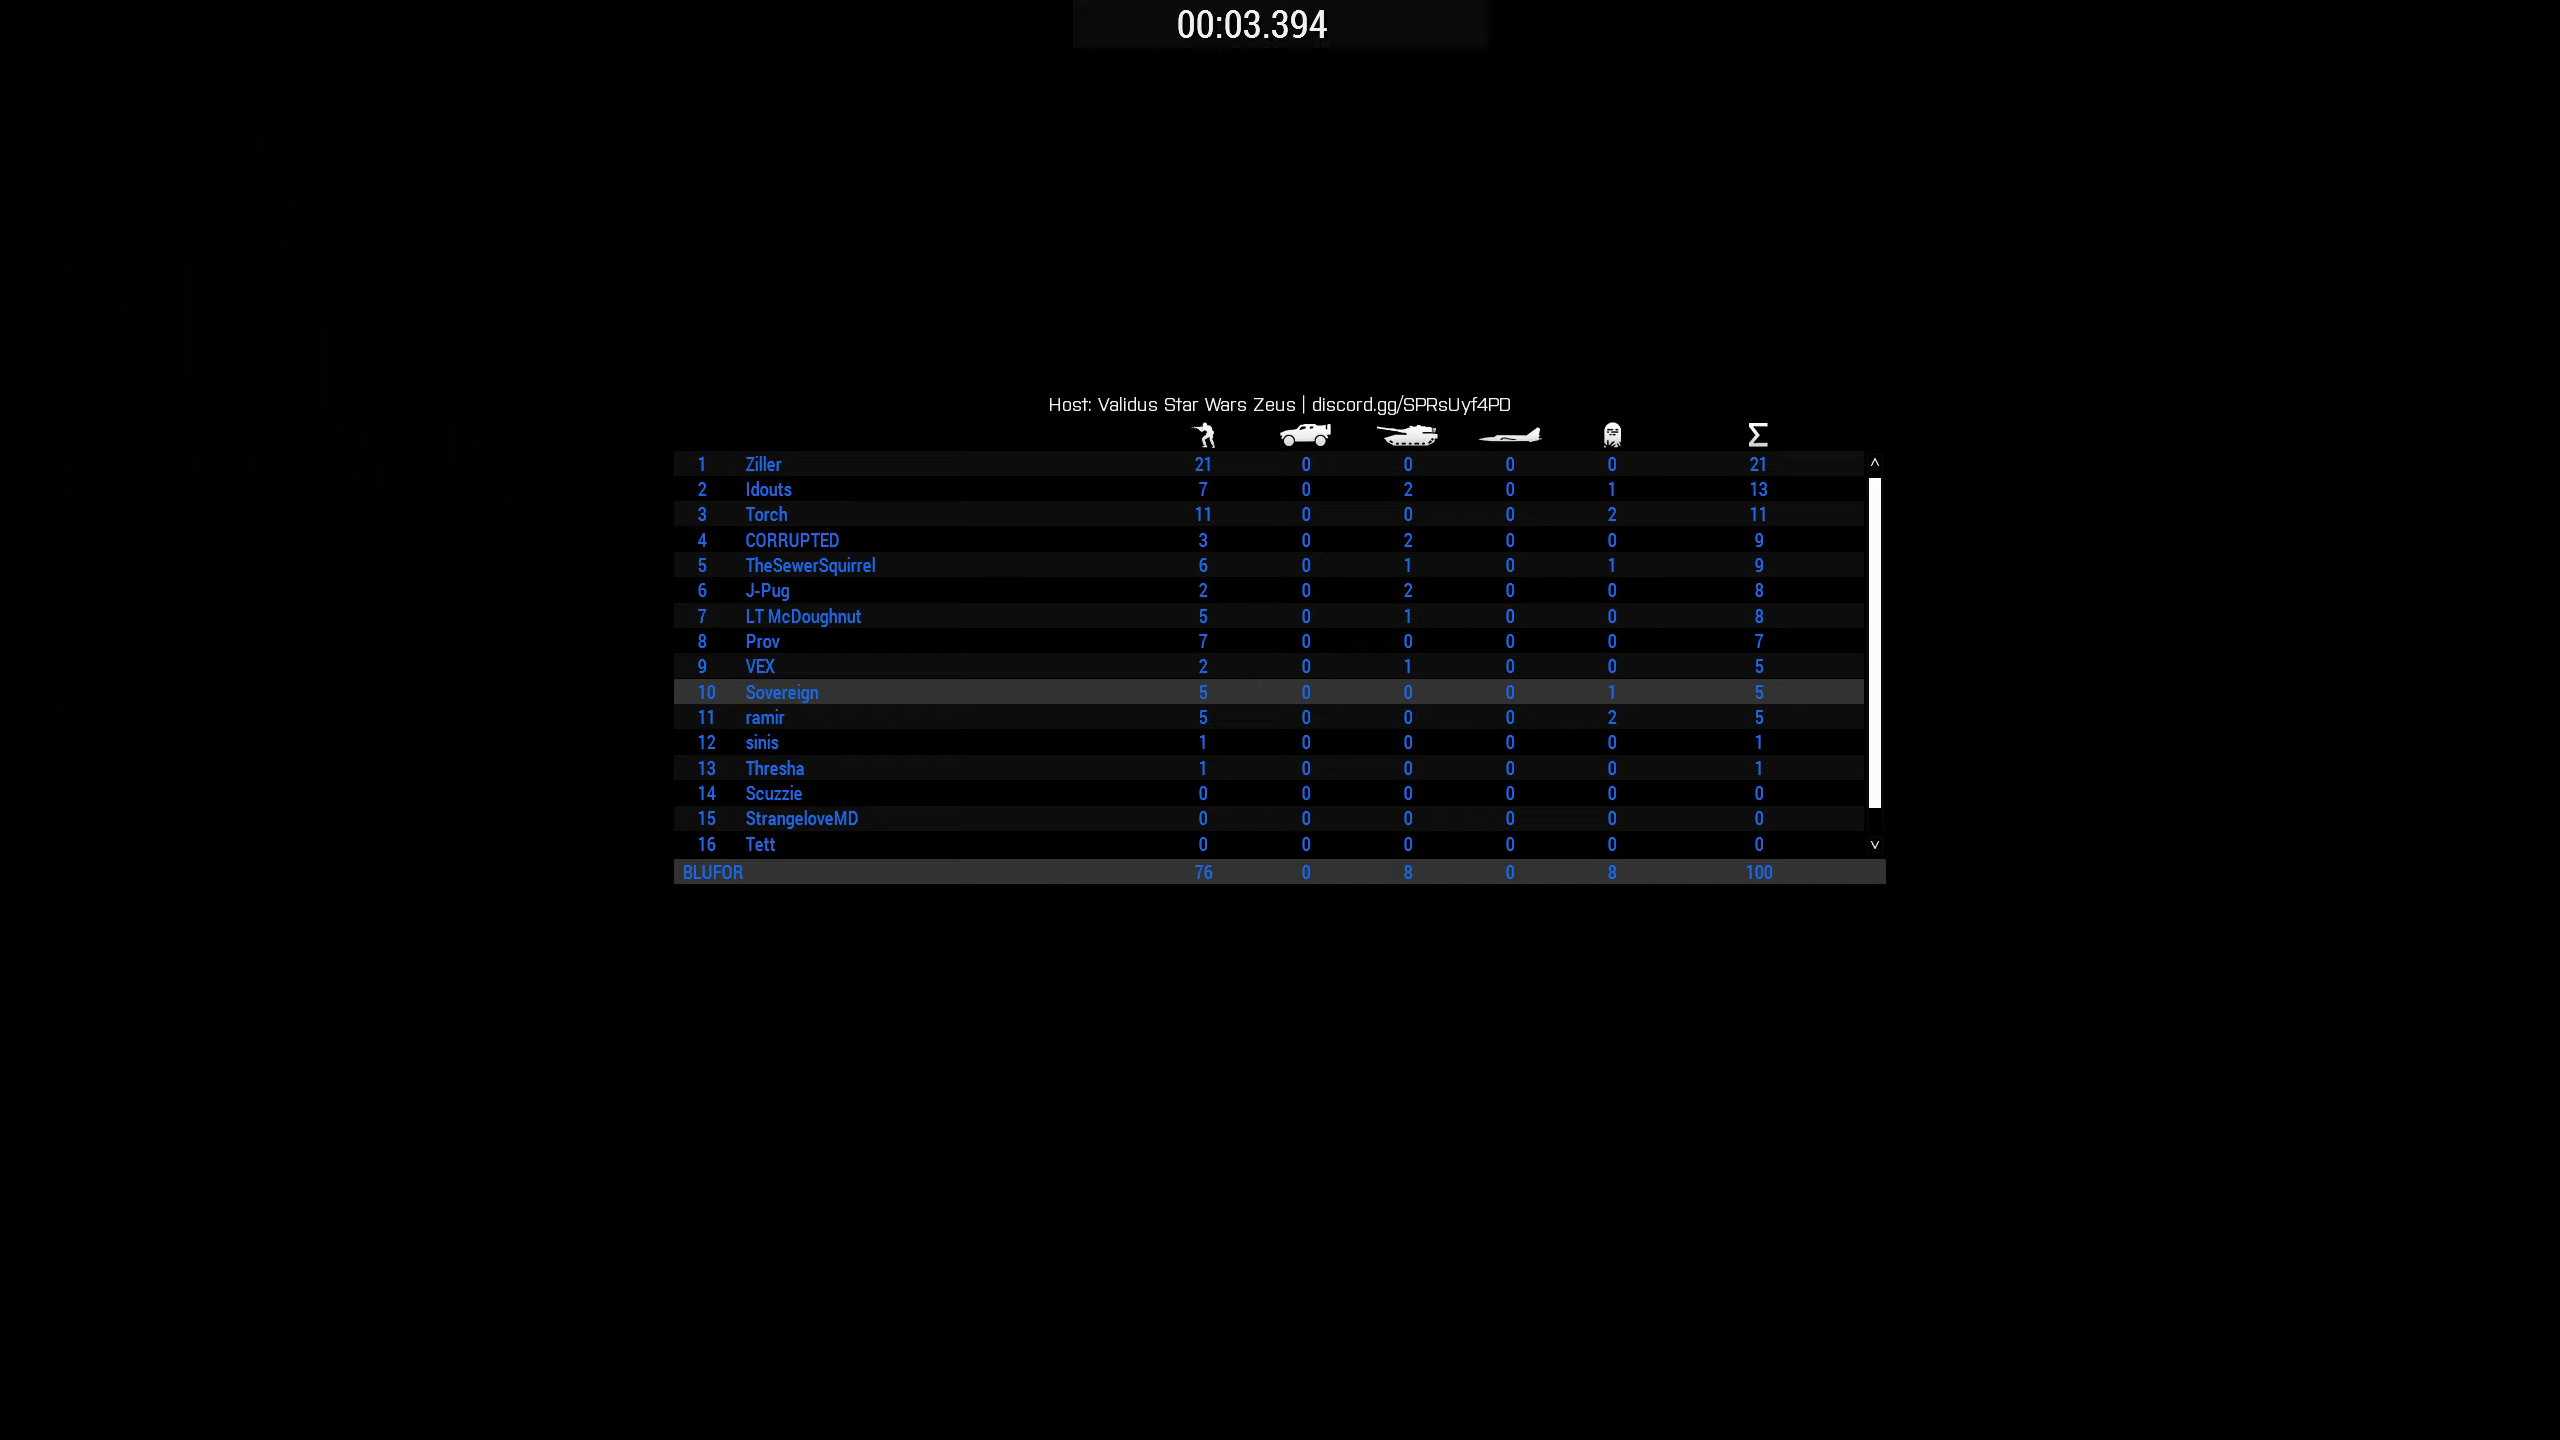 00:03.394
Host: Validus Star Wars Zeus | discord.gg/SPRsUyf4PD
Σ
1 Ziller 21 0 0 0 0 21
2 Idouts 7 0 2 0 1 13
3 Torch 11 0 0 0 2 11
4 CORRUPTED 3 0 2 0 0 9
5 TheSewerSquirrel 6 0 1 0 1 9
6 J-Pug 2 0 2 0 0 8
7 LT McDoughnut 5 0 1 0 0 8
8 Prov 7 0 0 0 0 7
9 VEX 2 0 1 0 0 5
10 Sovereign 5 0 0 0 1 5
11 ramir 5 0 0 0 2 5
12 sinis 1 0 0 0 0 1
13 Thresha 1 0 0 0 0 1
14 Scuzzie 0 0 0 0 0 0
15 StrangeloveMD 0 0 0 0 0 0
16 Tett 0 0 0 0 0 0
BLUFOR 76 0 8 0 8 100